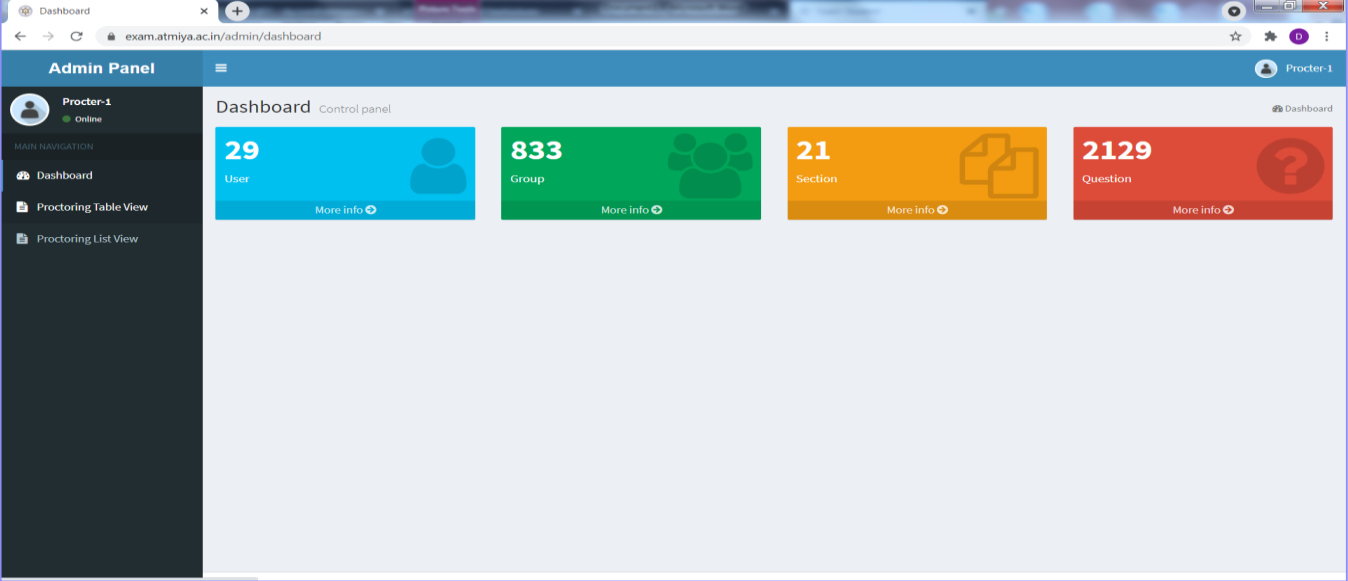 Dashboard
exam.atmiya.ac.in/admin/dashboard
D
Admin Panel
Procter-1
Procter-1
Online
Dashboard Control panel
Dashboard
MAIN NAVIGATION
Dashboard
Proctoring Table View
Proctoring List View
29
User
More info
833
Group
More info
21
Section
More info
2129
Question
More info